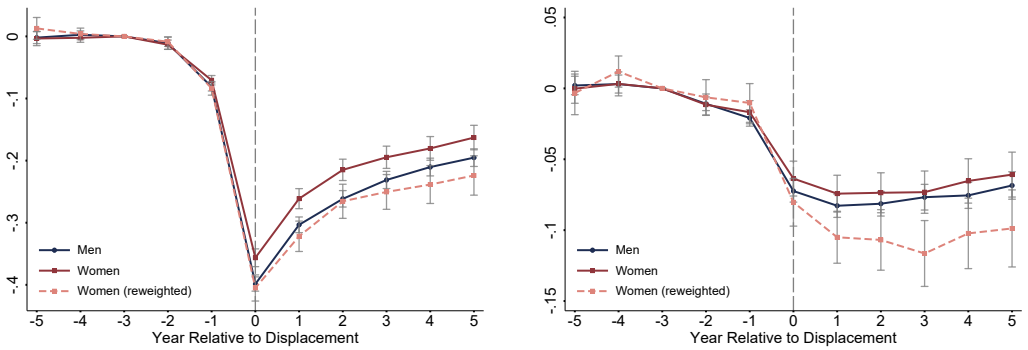 0
-.1
-.2
-.3
-.4
Men
Women
Women (reweighted)
-5 -4 -3 -2 -1 0 1 2 3 4 5
Year Relative to Displacement
.05
0
-.05
-.1
-.15
Men
Women
Women (reweighted)
-5 -4 -3 -2 -1 0 1 2 3 4 5
Year Relative to Displacement